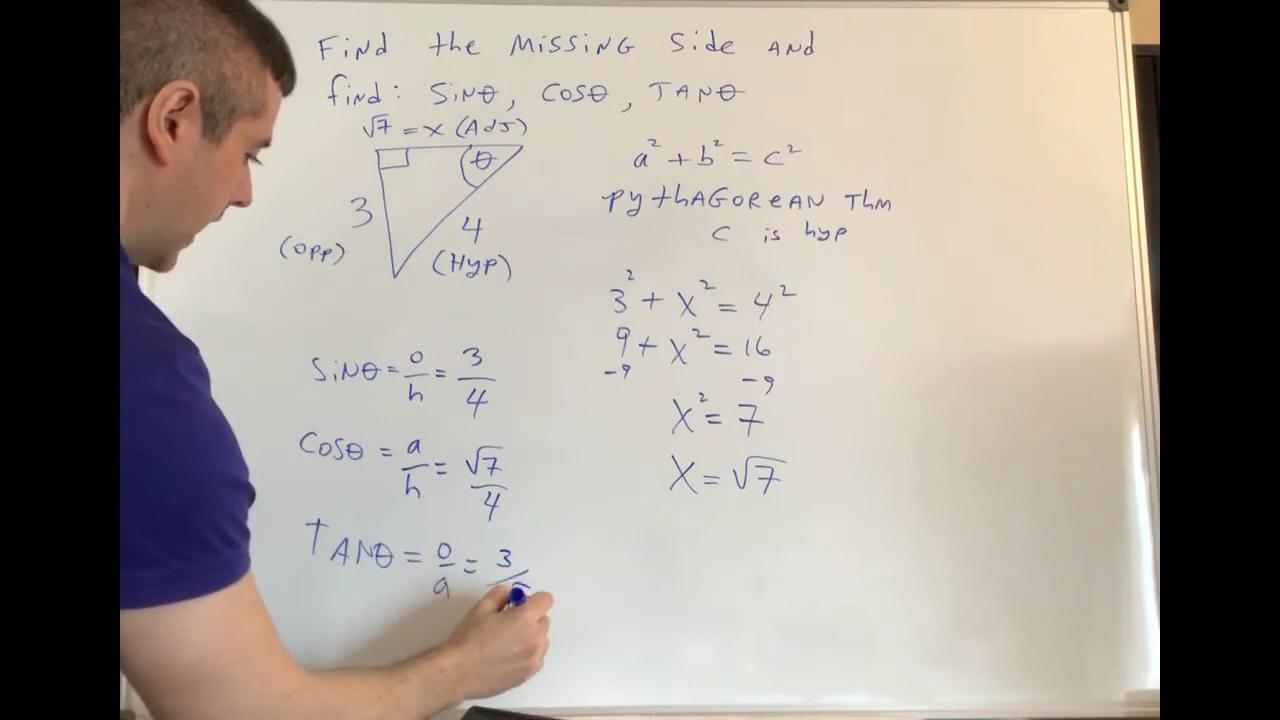 Find the Missing Side and
find: Sinθ, Cosθ, TANθ
√7 = x (Adj)
θ
3
4
(opp)
(Hyp)
a² + b² = c²
pythAGOReAN Thm
c is hyp
3² + x² = 4²
9 + x² = 16
-9 -9
x² = 7
x = √7
Sinθ = o/h = 3/4
Cosθ = a/h = √7/4
TANθ = o/a = 3/√